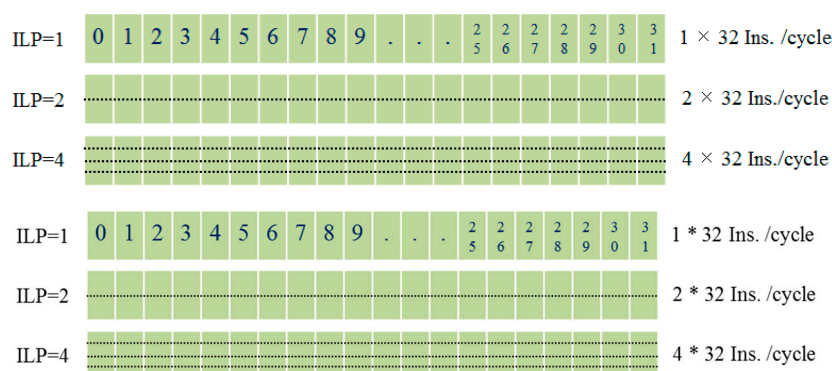 ILP=1 0 1 2 3 4 5 6 7 8 9 . . . 25 26 27 28 29 30 31 1 × 32 Ins. /cycle
ILP=2 2 × 32 Ins./cycle
ILP=4 4 × 32 Ins./cycle
ILP=1 0 1 2 3 4 5 6 7 8 9 . . . 25 26 27 28 29 30 31 1 * 32 Ins. /cycle
ILP=2 2 * 32 Ins. /cycle
ILP=4 4 * 32 Ins. /cycle